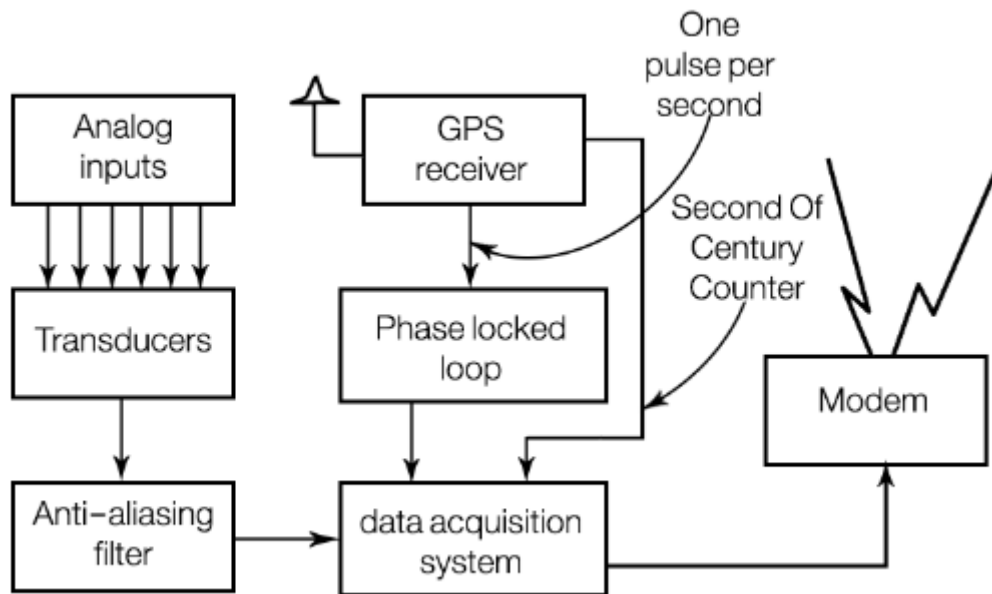 One
pulse per
second
Analog
inputs
GPS
receiver
Second Of
Century
Counter
Transducers
Phase locked
loop
Modem
Anti-aliasing
filter
data acquisition
system